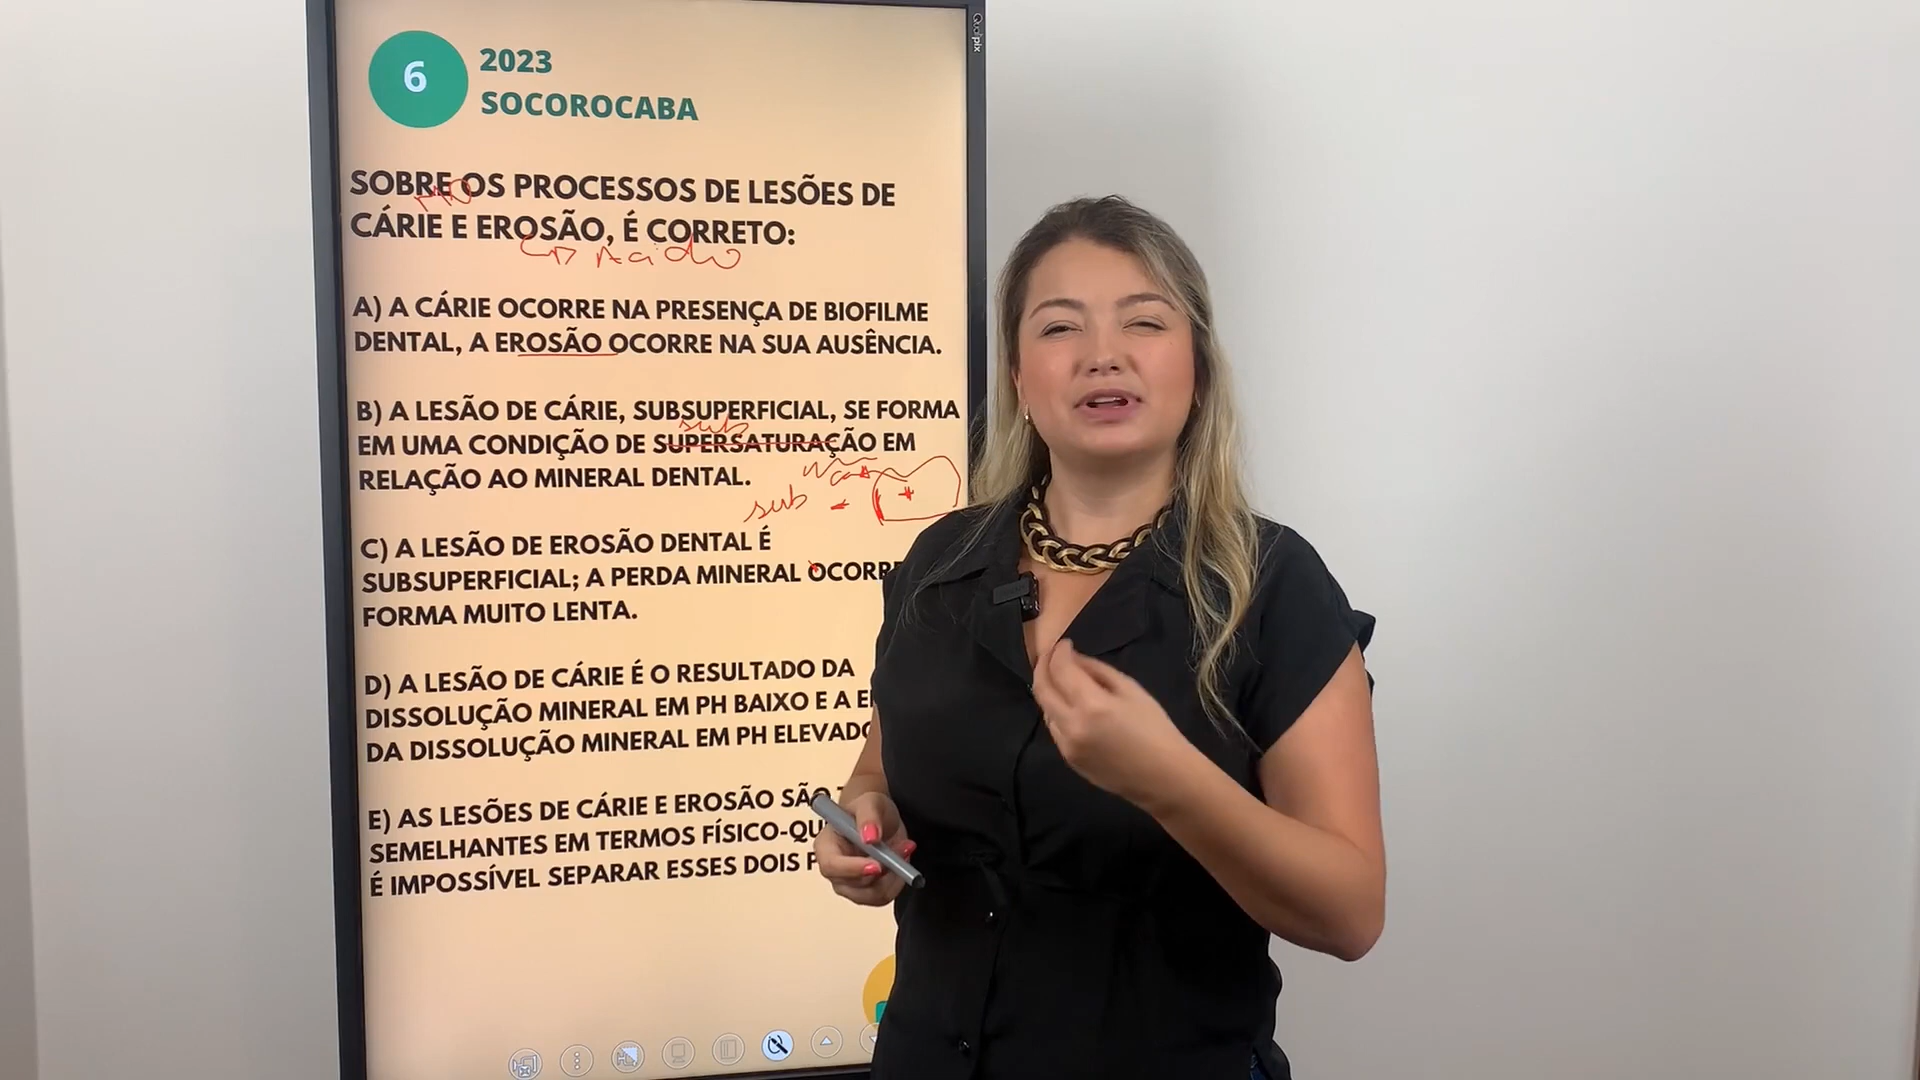 Qualpix
6
2023
SOCOROCABA
SOBRE OS PROCESSOS DE LESÕES DE
CÁRIE E EROSÃO, É CORRETO:
Acido
A) A CÁRIE OCORRE NA PRESENÇA DE BIOFILME
DENTAL, A EROSÃO OCORRE NA SUA AUSÊNCIA.
B) A LESÃO DE CÁRIE, SUBSUPERFICIAL, SE FORMA
sub
EM UMA CONDIÇÃO DE SUPERSATURAÇÃO EM
RELAÇÃO AO MINERAL DENTAL.
sub
C) A LESÃO DE EROSÃO DENTAL É
SUBSUPERFICIAL; A PERDA MINERAL OCORRE
FORMA MUITO LENTA.
D) A LESÃO DE CÁRIE É O RESULTADO DA
DISSOLUÇÃO MINERAL EM PH BAIXO E A
DA DISSOLUÇÃO MINERAL EM PH ELEVADO
E) AS LESÕES DE CÁRIE E EROSÃO SÃO
SEMELHANTES EM TERMOS FÍSICO-QU
É IMPOSSÍVEL SEPARAR ESSES DOIS P